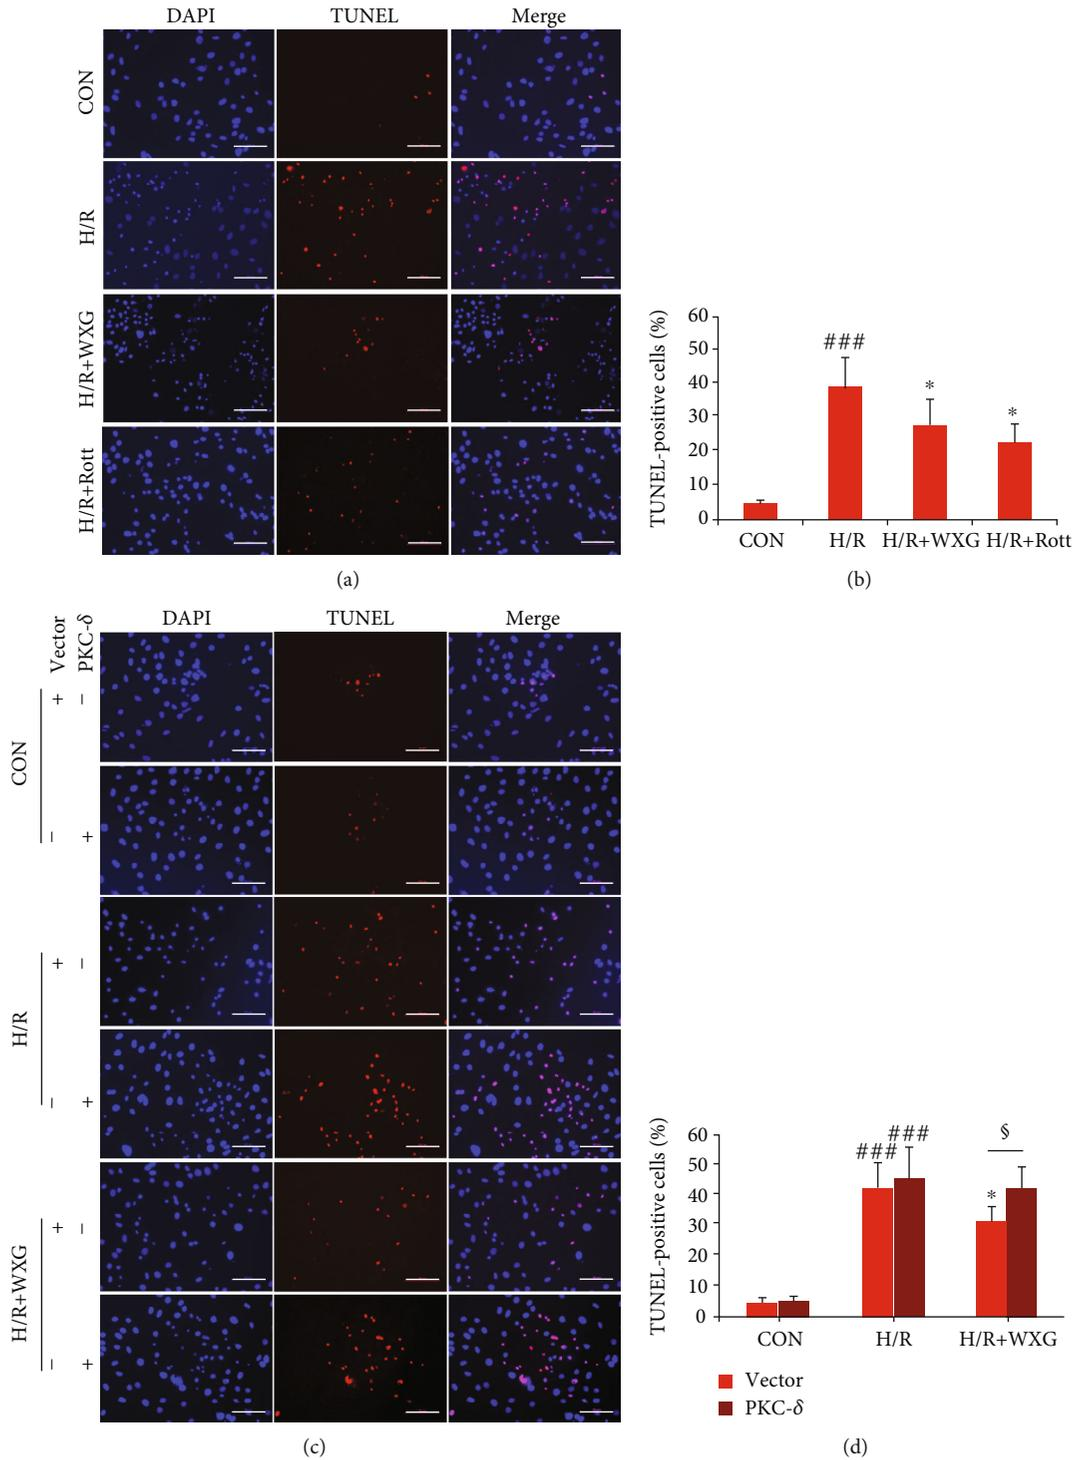 DAPI TUNEL Merge
CON
H/R
H/R+WXG
H/R+Rott
(a)
TUNEL-positive cells (%)
60
50
40
30
20
10
0
###
*
*
CON H/R H/R+WXG H/R+Rott
(b)
Vector
PKC-δ
DAPI TUNEL Merge
CON
+ −
− +
H/R
+ −
− +
H/R+WXG
+ −
− +
(c)
TUNEL-positive cells (%)
60
50
40
30
20
10
0
###
###
*
§
CON H/R H/R+WXG
Vector
PKC-δ
(d)